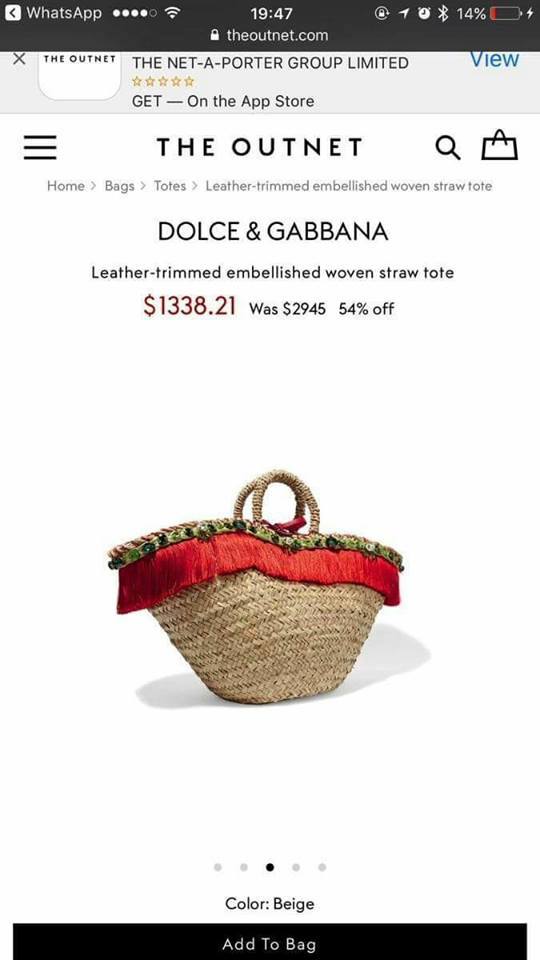 WhatsApp 19:47 14%
theoutnet.com
THE OUTNET
THE NET-A-PORTER GROUP LIMITED
View
GET — On the App Store
THE OUTNET
Home > Bags > Totes > Leather-trimmed embellished woven straw tote
DOLCE & GABBANA
Leather-trimmed embellished woven straw tote
$1338.21 Was $2945 54% off
Color: Beige
Add To Bag